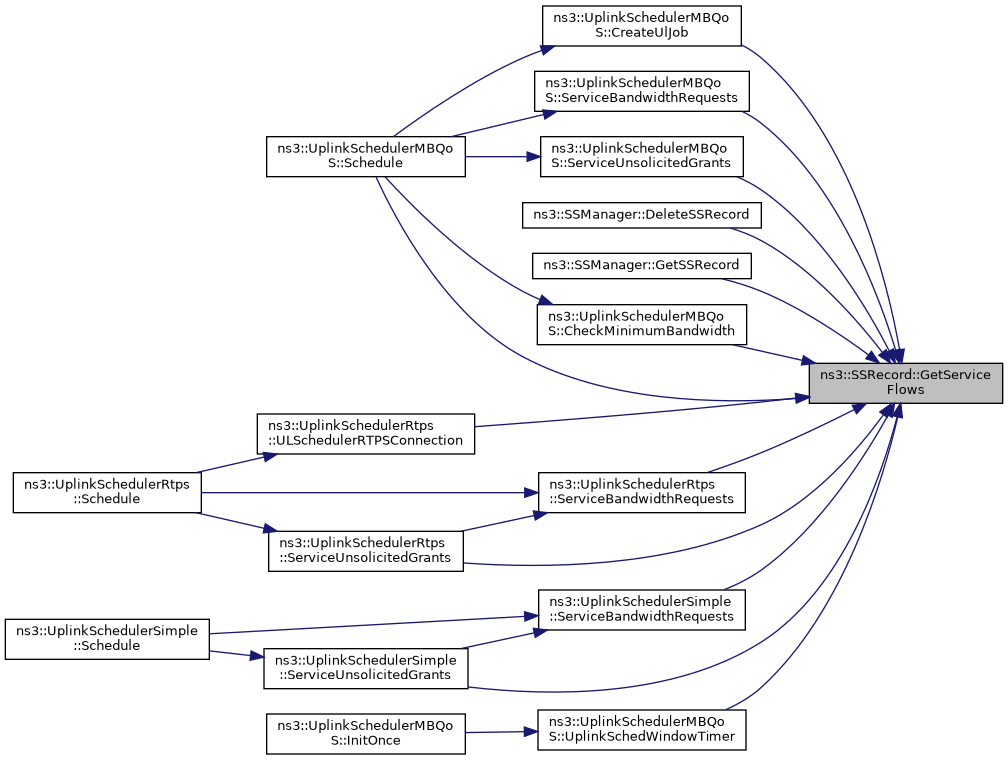 ns3::UplinkSchedulerMBQo
S::CreateUlJob
ns3::UplinkSchedulerMBQo
S::ServiceBandwidthRequests
ns3::UplinkSchedulerMBQo
S::Schedule
ns3::UplinkSchedulerMBQo
S::ServiceUnsolicitedGrants
ns3::SSManager::DeleteSSRecord
ns3::SSManager::GetSSRecord
ns3::UplinkSchedulerMBQo
S::CheckMinimumBandwidth
ns3::SSRecord::GetService
Flows
ns3::UplinkSchedulerRtps
::ULSchedulerRTPSConnection
ns3::UplinkSchedulerRtps
::Schedule
ns3::UplinkSchedulerRtps
::ServiceBandwidthRequests
ns3::UplinkSchedulerRtps
::ServiceUnsolicitedGrants
ns3::UplinkSchedulerSimple
::ServiceBandwidthRequests
ns3::UplinkSchedulerSimple
::Schedule
ns3::UplinkSchedulerSimple
::ServiceUnsolicitedGrants
ns3::UplinkSchedulerMBQo
S::InitOnce
ns3::UplinkSchedulerMBQo
S::UplinkSchedWindowTimer